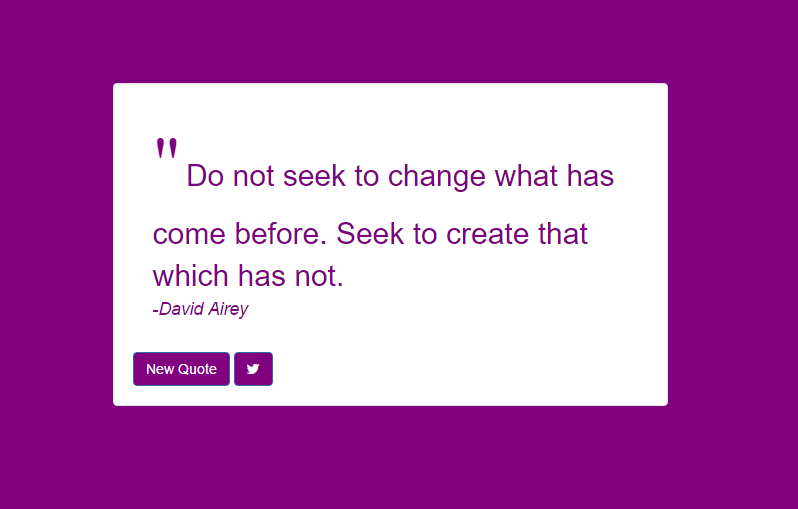 " Do not seek to change what has
come before. Seek to create that
which has not.
-David Airey
New Quote